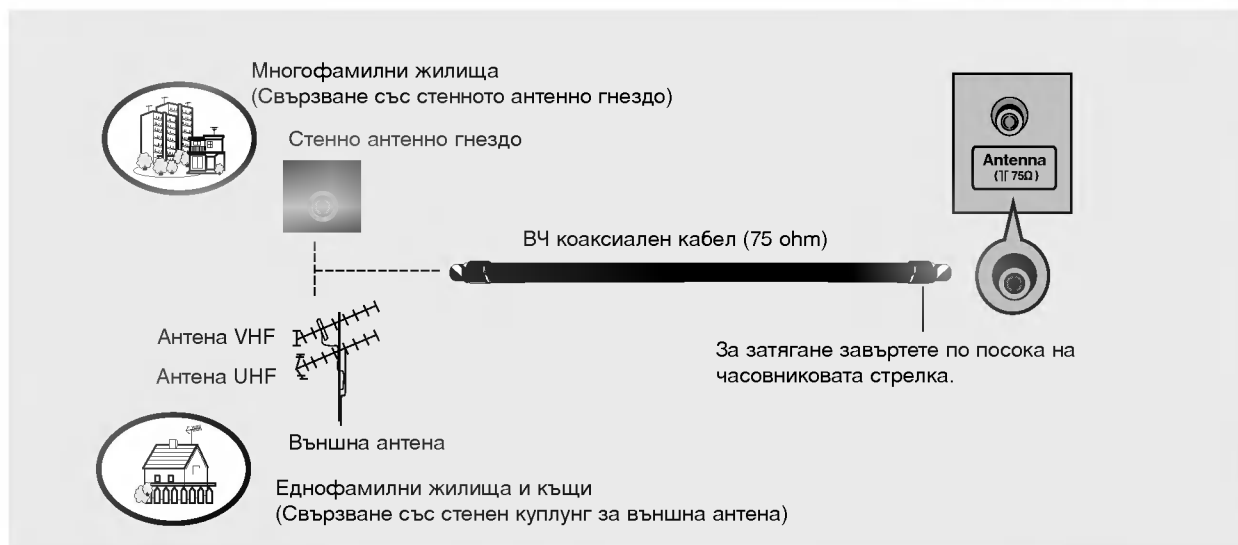 Многофамилни жилища
(Свързване със стенното антенно гнездо)
Стенно антенно гнездо
Antenna
( 75Ω )
ВЧ коаксиален кабел (75 ohm)
Антена VHF
Антена UHF
За затягане завъртете по посока на
часовниковата стрелка.
Външна антена
Еднофамилни жилища и къщи
(Свързване със стенен куплунг за външна антена)